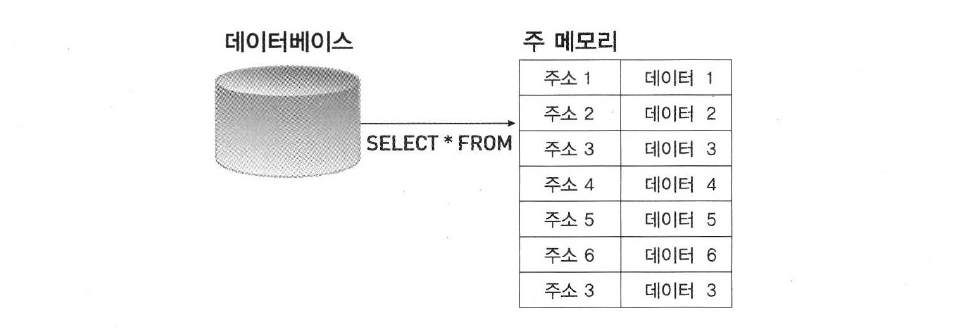 데이터베이스
주 메모리
SELECT * FROM
주소 1 데이터 1
주소 2 데이터 2
주소 3 데이터 3
주소 4 데이터 4
주소 5 데이터 5
주소 6 데이터 6
주소 3 데이터 3